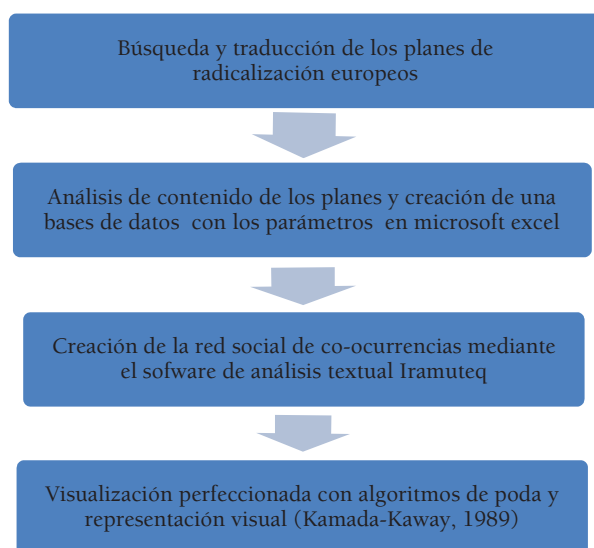 Búsqueda y traducción de los planes de
radicalización europeos
Análisis de contenido de los planes y creación de una
bases de datos con los parámetros en microsoft excel
Creación de la red social de co-ocurrencias mediante
el sofware de análisis textual Iramuteq
Visualización perfeccionada con algoritmos de poda y
representación visual (Kamada-Kaway, 1989)